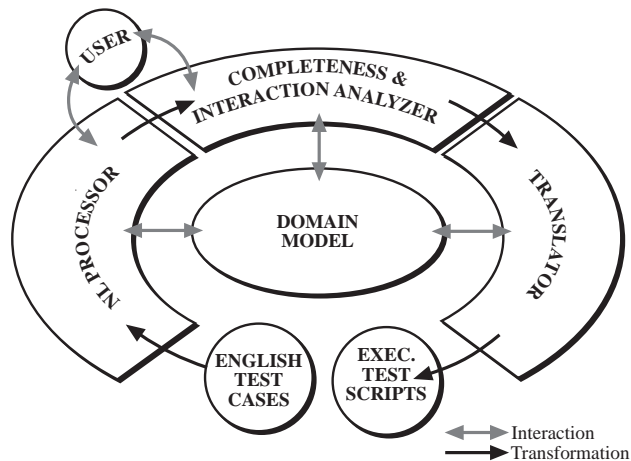 USER
COMPLETENESS &
INTERACTION ANALYZER
NL PROCESSOR
DOMAIN
MODEL
TRANSLATOR
ENGLISH
TEST
CASES
EXEC.
TEST
SCRIPTS
Interaction
Transformation